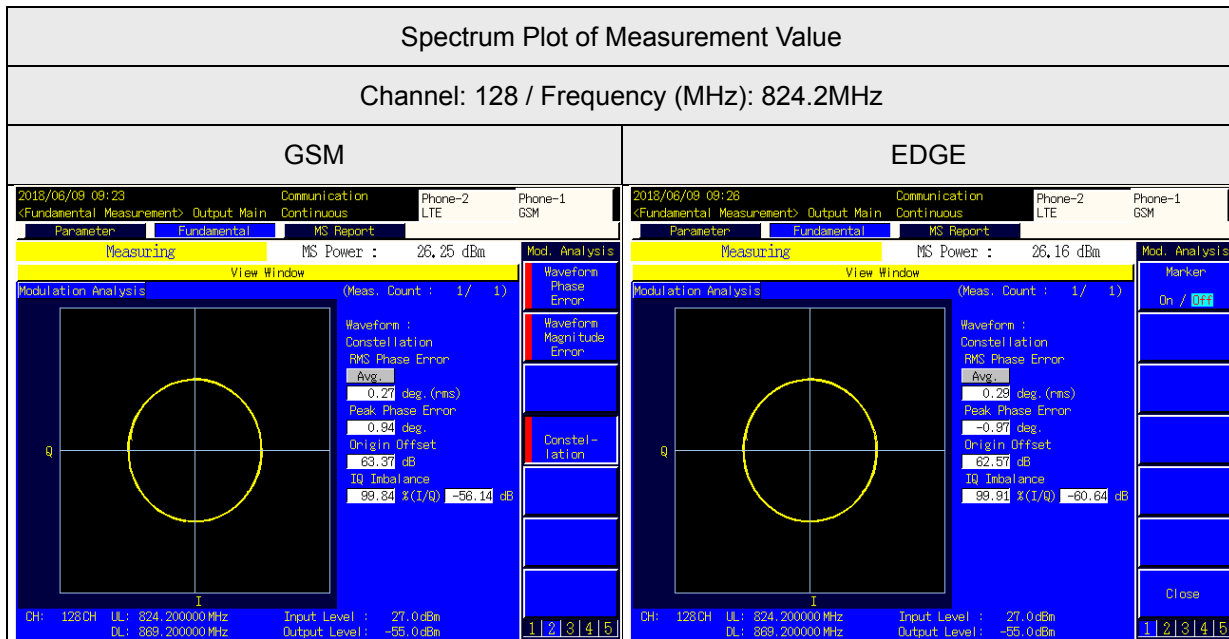 Spectrum Plot of Measurement Value
Channel: 128 / Frequency (MHz): 824.2MHz
GSM
EDGE
2018/06/09 09:23 Communication Phone-2 Phone-1
<Fundamental Measurement> Output Main Continuous LTE GSM
Parameter Fundamental MS Report
Measuring MS Power : 26.25 dBm Mod. Analysis
View Window
Modulation Analysis (Meas. Count : 1/ 1)
Waveform :
Constellation
RMS Phase Error
Avg.
0.27 deg.(rms)
Peak Phase Error
0.94 deg.
Origin Offset
63.37 dB
IQ Imbalance
99.84 %(I/Q) -56.14 dB
Q
I
Waveform
Phase
Error
Waveform
Magnitude
Error
Constel-
lation
CH: 128CH UL: 824.200000MHz Input Level : 27.0dBm
DL: 869.200000MHz Output Level: -55.0dBm
1 2 3 4 5
2018/06/09 09:26 Communication Phone-2 Phone-1
<Fundamental Measurement> Output Main Continuous LTE GSM
Parameter Fundamental MS Report
Measuring MS Power : 26.16 dBm Mod. Analysis
View Window
Modulation Analysis (Meas. Count : 1/ 1)
Waveform :
Constellation
RMS Phase Error
Avg.
0.29 deg.(rms)
Peak Phase Error
-0.97 deg.
Origin Offset
62.57 dB
IQ Imbalance
99.91 %(I/Q) -60.64 dB
Q
I
Marker
On / Off
Close
CH: 128CH UL: 824.200000MHz Input Level : 27.0dBm
DL: 869.200000MHz Output Level: -55.0dBm
1 2 3 4 5